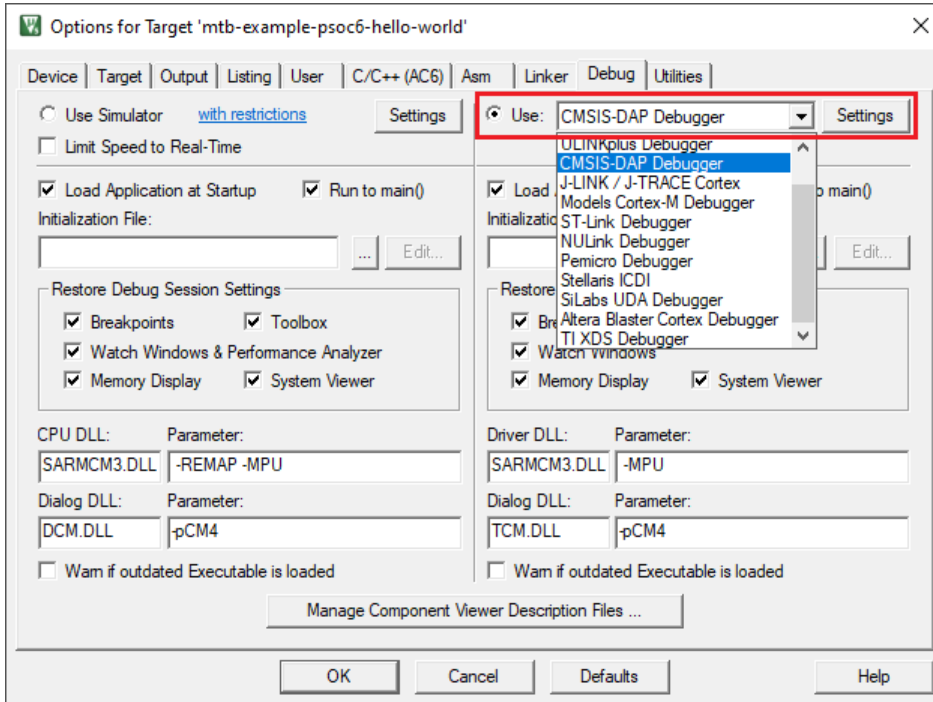 Options for Target 'mtb-example-psoc6-hello-world'
Device Target Output Listing User C/C++ (AC6) Asm Linker Debug Utilities
Use Simulator with restrictions Settings
Limit Speed to Real-Time
Load Application at Startup Run to main()
Initialization File:
... Edit...
Restore Debug Session Settings
Breakpoints Toolbox
Watch Windows & Performance Analyzer
Memory Display System Viewer
CPU DLL: Parameter:
SARMCM3.DLL -REMAP -MPU
Dialog DLL: Parameter:
DCM.DLL -pCM4
Warn if outdated Executable is loaded
Use: CMSIS-DAP Debugger Settings
ULINKplus Debugger
CMSIS-DAP Debugger
J-LINK / J-TRACE Cortex
Models Cortex-M Debugger
ST-Link Debugger
NULink Debugger
Pemicro Debugger
Stellaris ICDI
SiLabs UDA Debugger
Altera Blaster Cortex Debugger
TI XDS Debugger
Load main()
Edit...
Restore
Watch Windows
Memory Display System Viewer
Driver DLL: Parameter:
SARMCM3.DLL -MPU
Dialog DLL: Parameter:
TCM.DLL -pCM4
Warn if outdated Executable is loaded
Manage Component Viewer Description Files ...
OK Cancel Defaults Help